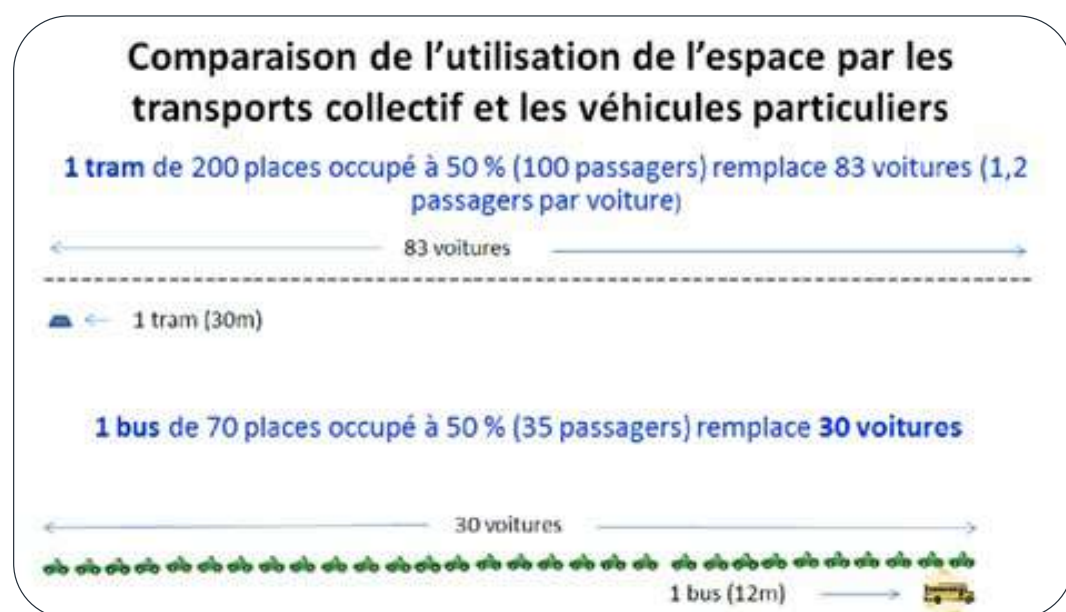 Comparaison de l'utilisation de l'espace par les
transports collectif et les véhicules particuliers
1 tram de 200 places occupé à 50 % (100 passagers) remplace 83 voitures (1,2
passagers par voiture)
83 voitures
1 tram (30m)
1 bus de 70 places occupé à 50 % (35 passagers) remplace 30 voitures
30 voitures
1 bus (12m)